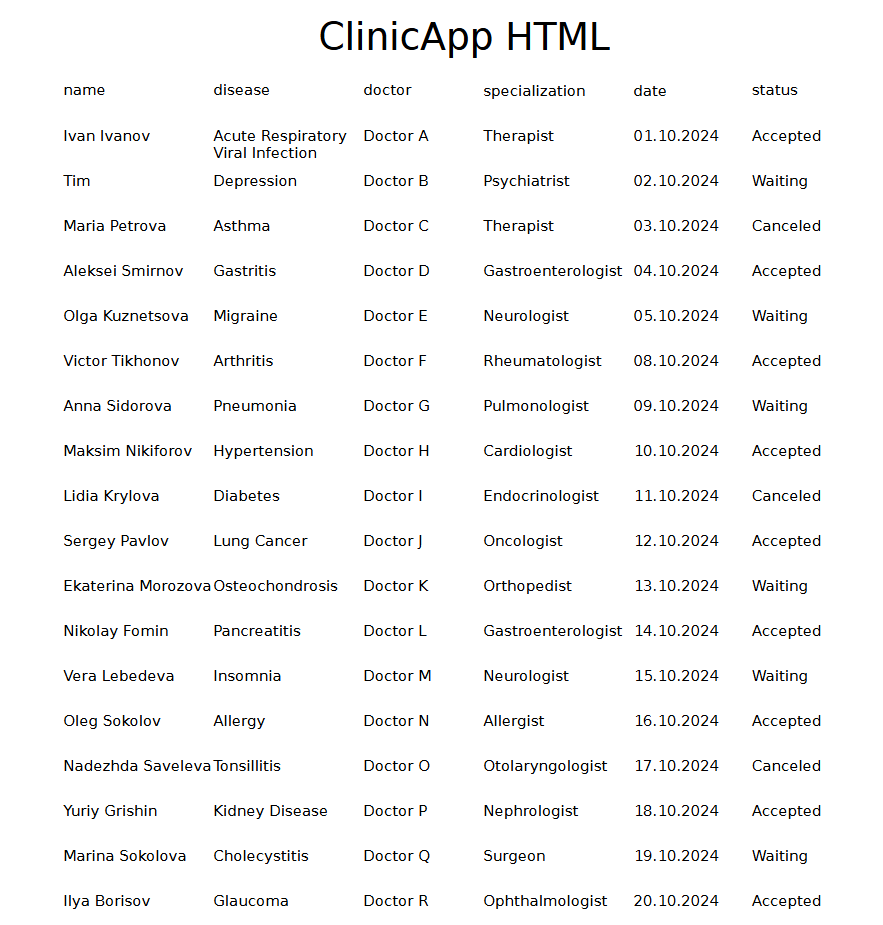 ClinicApp HTML
name disease doctor specialization date status
Ivan Ivanov Acute Respiratory Doctor A Therapist 01.10.2024 Accepted
Viral Infection
Tim Depression Doctor B Psychiatrist 02.10.2024 Waiting
Maria Petrova Asthma Doctor C Therapist 03.10.2024 Canceled
Aleksei Smirnov Gastritis Doctor D Gastroenterologist 04.10.2024 Accepted
Olga Kuznetsova Migraine Doctor E Neurologist 05.10.2024 Waiting
Victor Tikhonov Arthritis Doctor F Rheumatologist 08.10.2024 Accepted
Anna Sidorova Pneumonia Doctor G Pulmonologist 09.10.2024 Waiting
Maksim Nikiforov Hypertension Doctor H Cardiologist 10.10.2024 Accepted
Lidia Krylova Diabetes Doctor I Endocrinologist 11.10.2024 Canceled
Sergey Pavlov Lung Cancer Doctor J Oncologist 12.10.2024 Accepted
Ekaterina Morozova Osteochondrosis Doctor K Orthopedist 13.10.2024 Waiting
Nikolay Fomin Pancreatitis Doctor L Gastroenterologist 14.10.2024 Accepted
Vera Lebedeva Insomnia Doctor M Neurologist 15.10.2024 Waiting
Oleg Sokolov Allergy Doctor N Allergist 16.10.2024 Accepted
Nadezhda Saveleva Tonsillitis Doctor O Otolaryngologist 17.10.2024 Canceled
Yuriy Grishin Kidney Disease Doctor P Nephrologist 18.10.2024 Accepted
Marina Sokolova Cholecystitis Doctor Q Surgeon 19.10.2024 Waiting
Ilya Borisov Glaucoma Doctor R Ophthalmologist 20.10.2024 Accepted